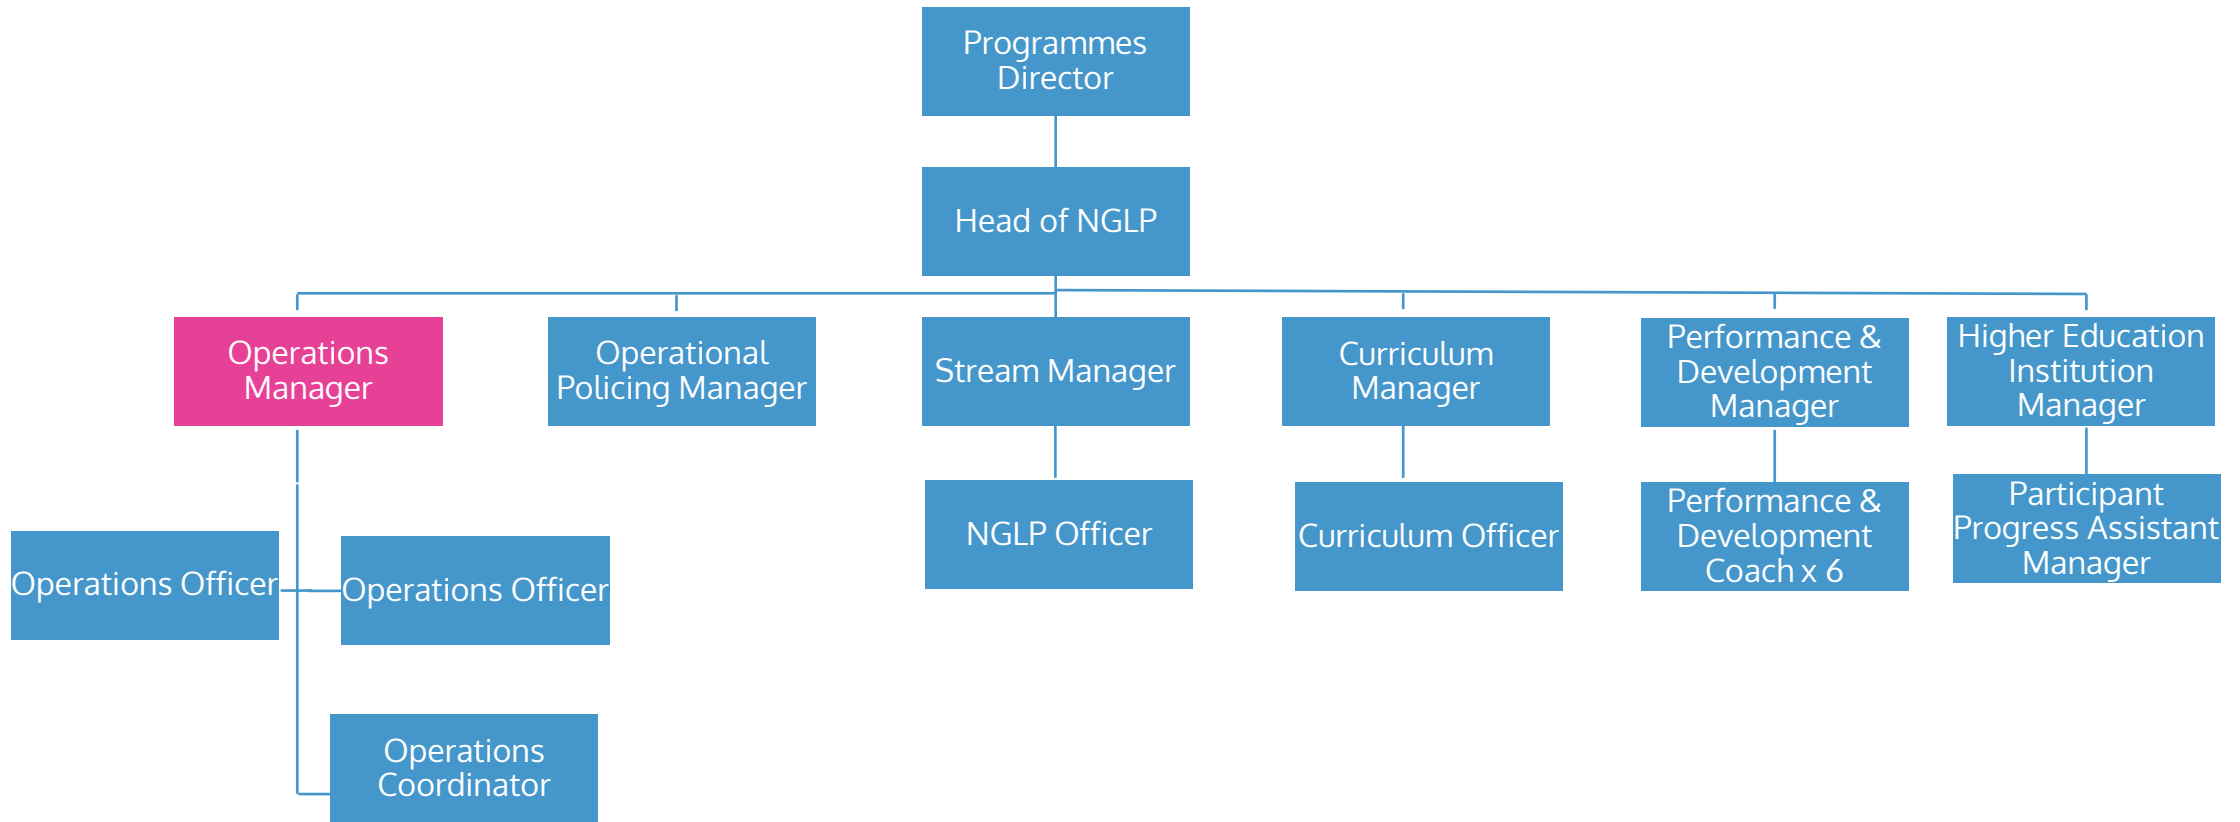 Programmes
Director
Head of NGLP
Operations
Manager
Operational
Policing Manager
Stream Manager
Curriculum
Manager
Performance &
Development
Manager
Higher Education
Institution
Manager
Operations Officer
Operations Officer
NGLP Officer
Curriculum Officer
Performance &
Development
Coach x 6
Participant
Progress Assistant
Manager
Operations
Coordinator